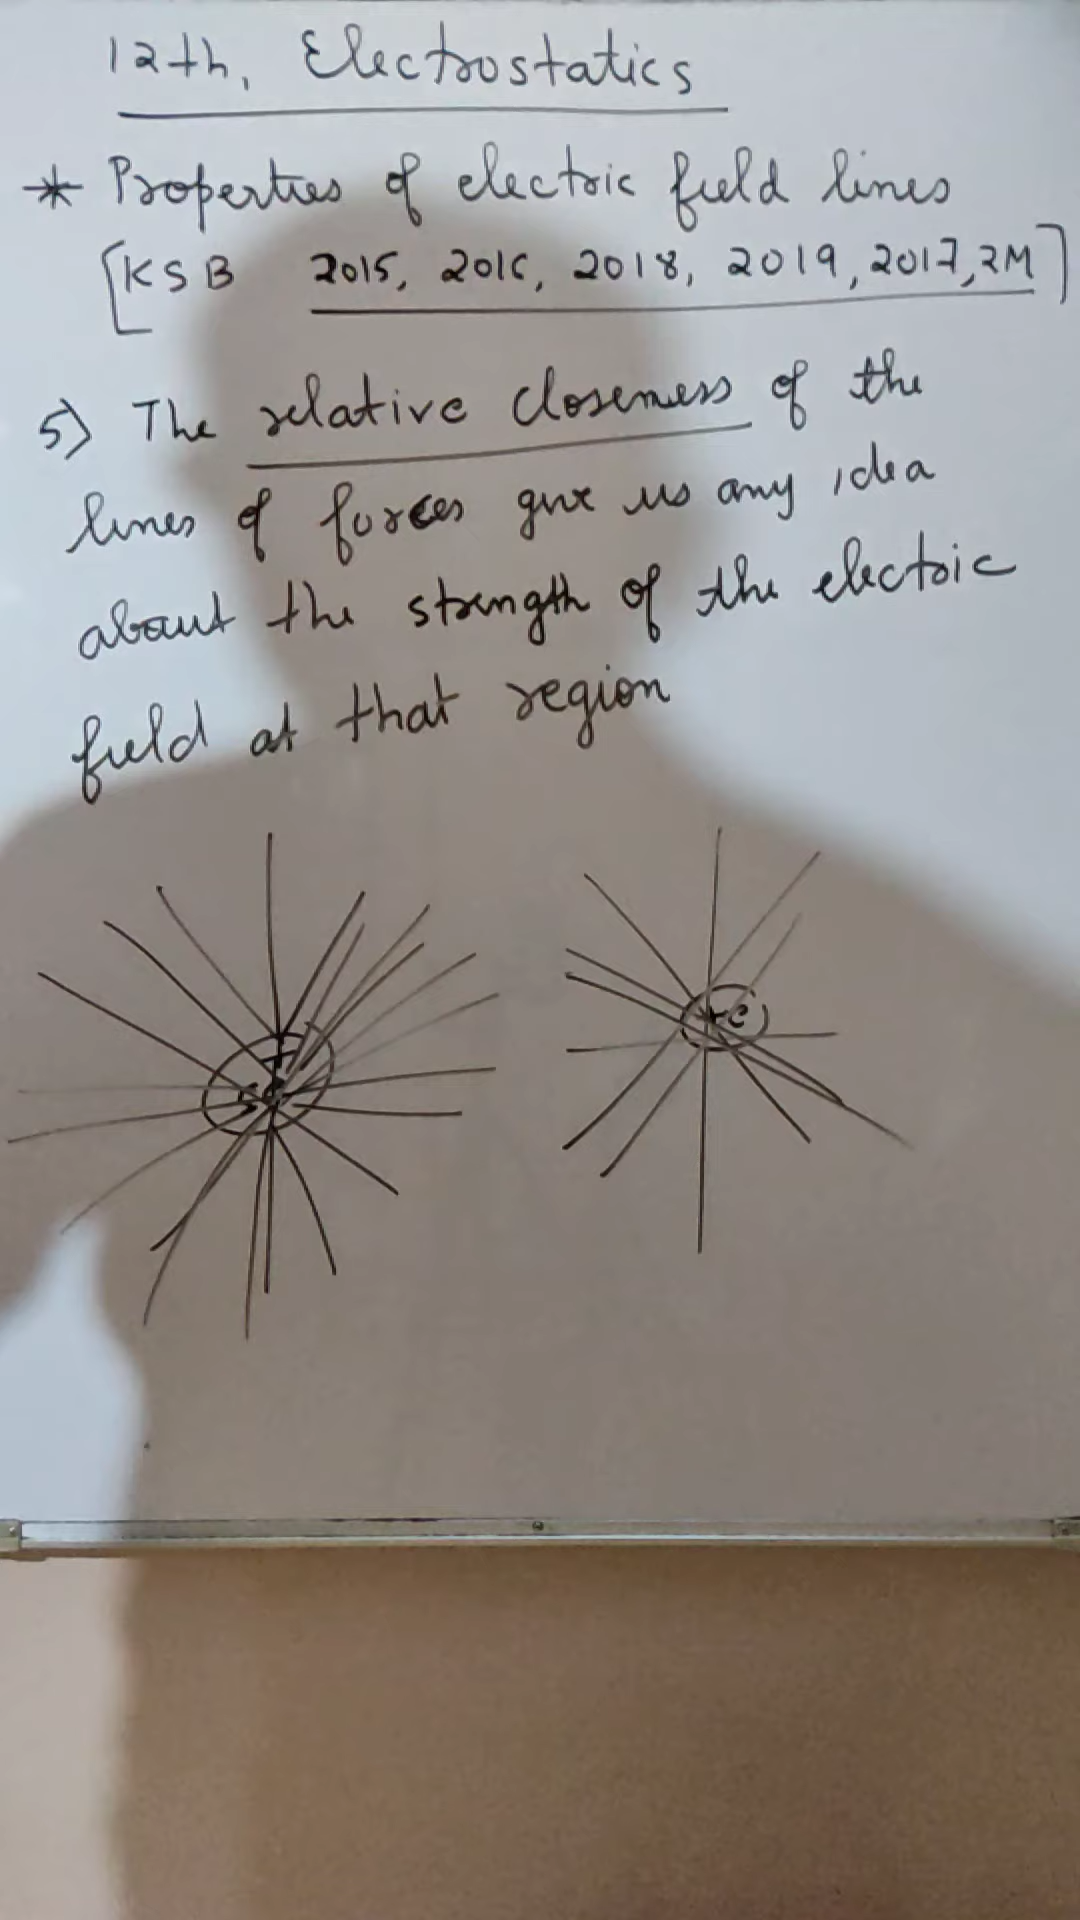 12th, Electrostatics
* Properties of electric field lines
[KSB 2015, 2016, 2018, 2019, 2017, 2M]
5) The relative closeness of the
lines of forces give us any idea
about the strength of the electric
field at that region
+e